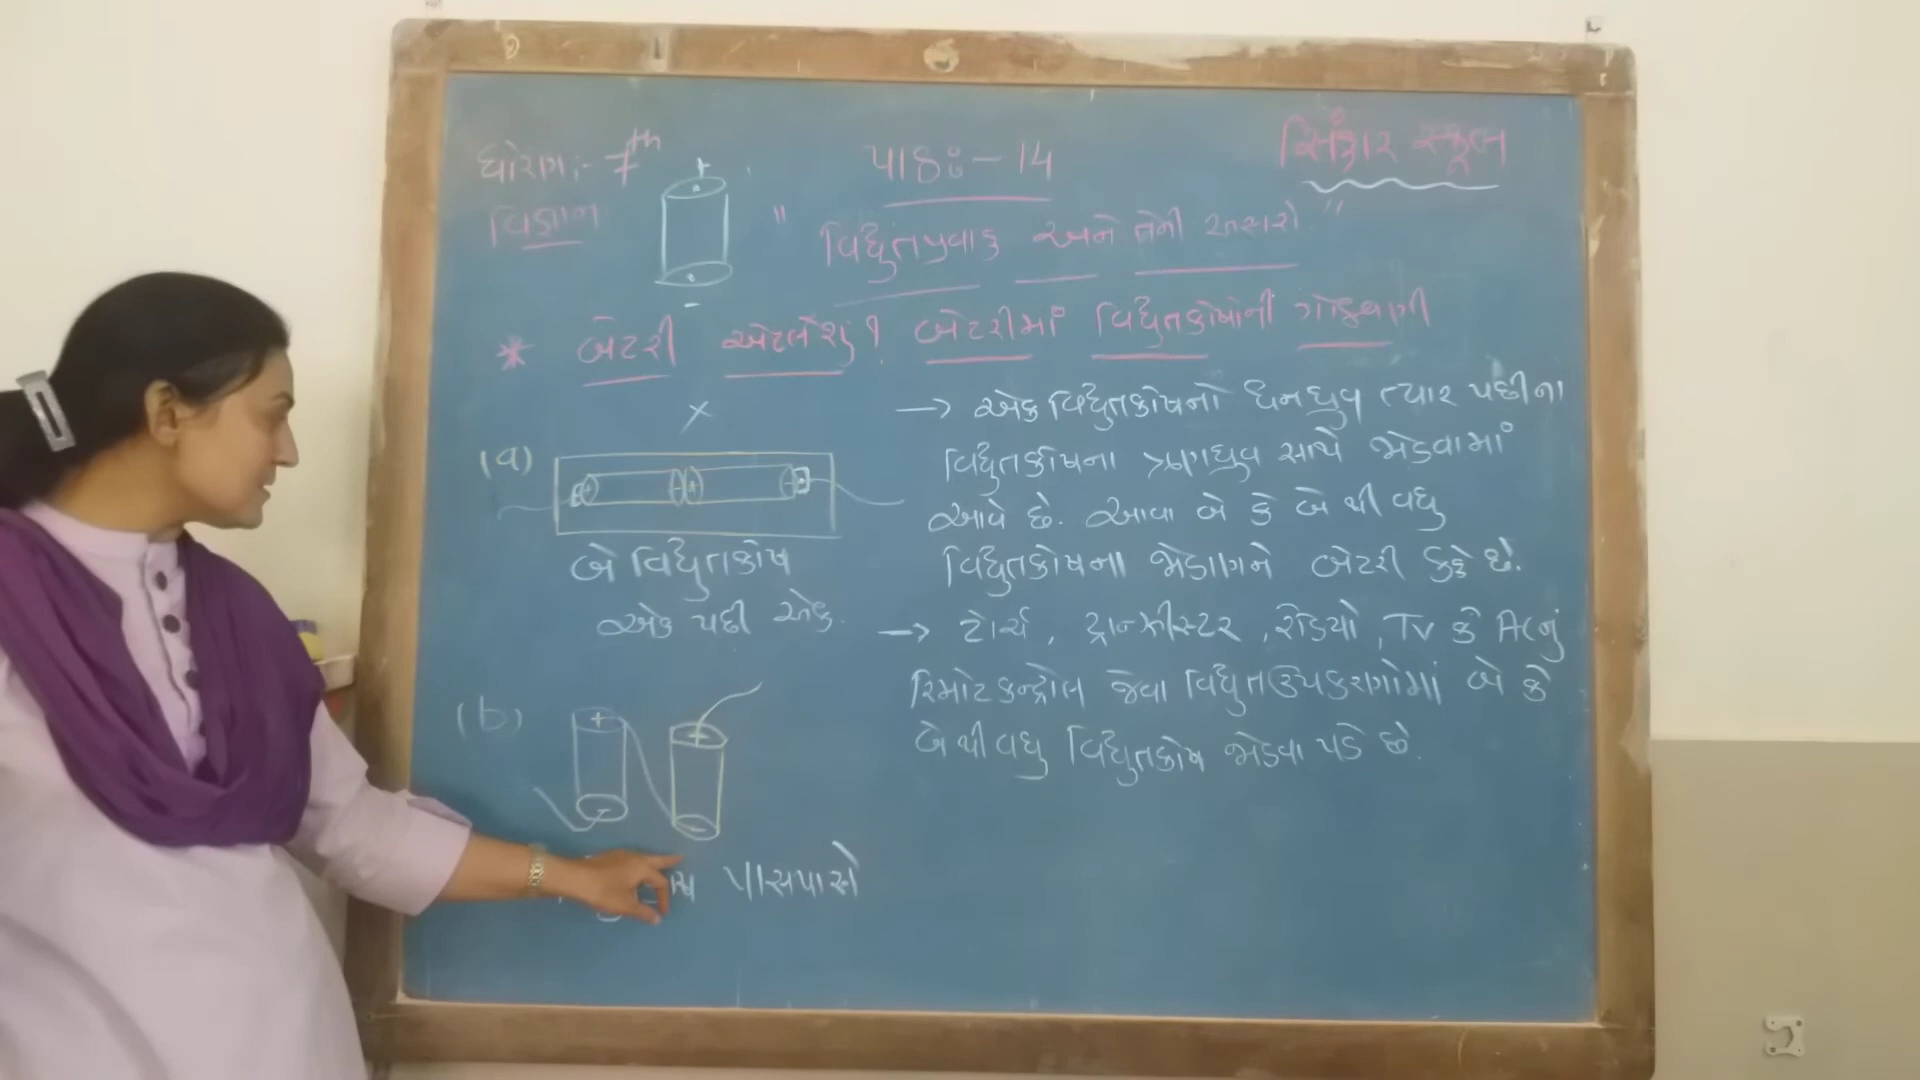 ધોરણ:- 7th
વિજ્ઞાન
પાઠઃ- 14
સ્કૂલ
" વિદ્યુતપ્રવાહ અને તેની અસરો "
* બેટરી એટલે શું? બેટરીમાં વિદ્યુતકોષોની ગોઠવણી
(a)
બે વિદ્યુતકોષ
એક પછી એક.
(b)
પાસપાસે
→ એક વિદ્યુતકોષનો ધનધ્રુવ ત્યાર પછીના
વિદ્યુતકોષના ઋણધ્રુવ સાથે જોડવામાં
આવે છે. આવા બે કે બે થી વધુ
વિદ્યુતકોષના જોડાણને બેટરી કહે છે.
→ ટોર્ચ, ટ્રાન્ઝીસ્ટર, રેડિયો, TV કે ACનું
રિમોટકન્ટ્રોલ જેવા વિદ્યુતઉપકરણોમાં બે કે
બે થી વધુ વિદ્યુતકોષ જોડવા પડે છે.